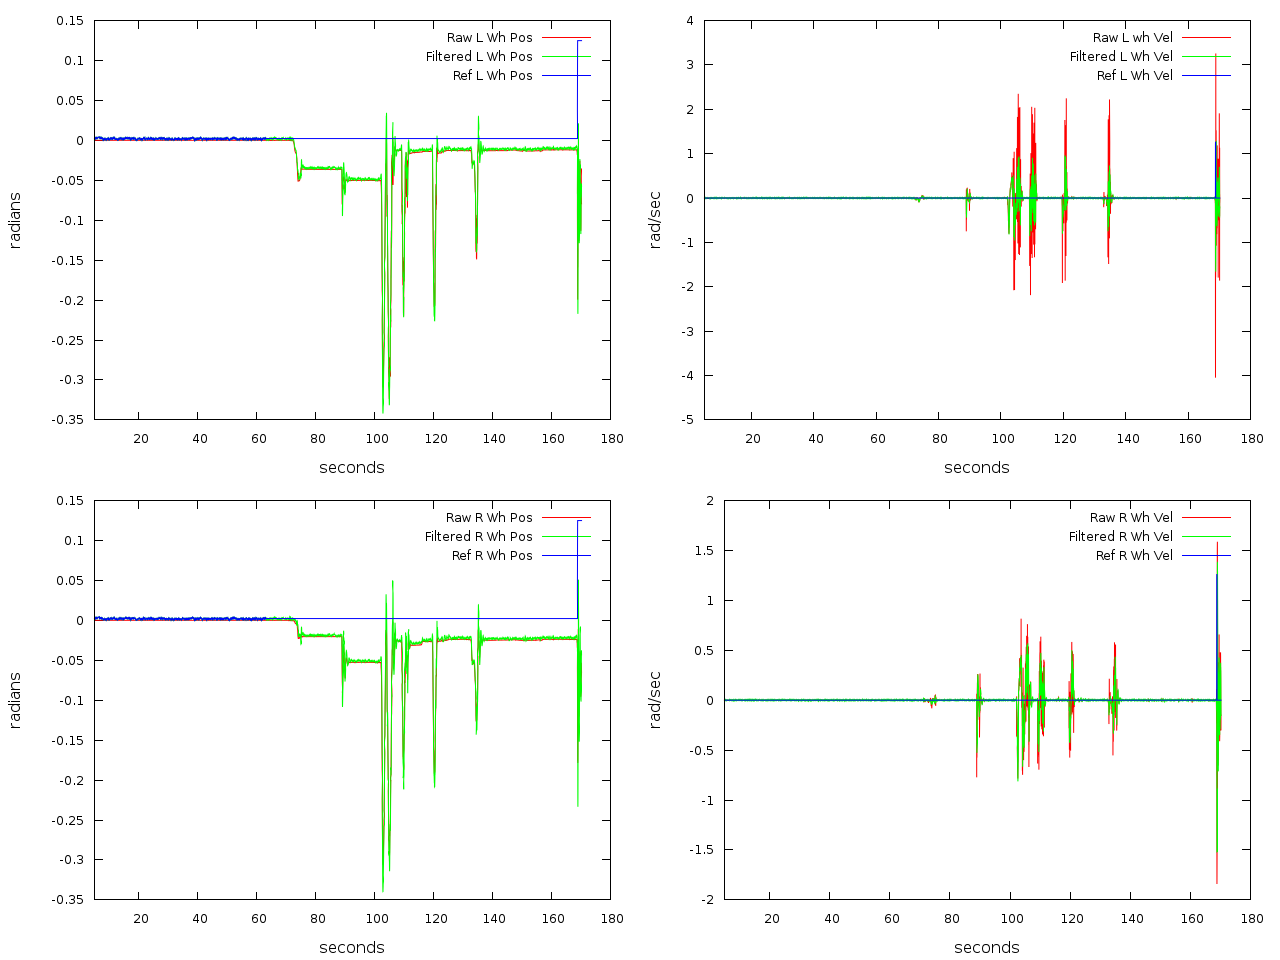 0.15
0.1
0.05
0
-0.05
-0.1
-0.15
-0.2
-0.25
-0.3
-0.35
radians
Raw L Wh Pos
Filtered L Wh Pos
Ref L Wh Pos
20 40 60 80 100 120 140 160 180
seconds
4
3
2
1
0
-1
-2
-3
-4
-5
rad/sec
Raw L wh Vel
Filtered L Wh Vel
Ref L Wh Vel
20 40 60 80 100 120 140 160 180
seconds
0.15
0.1
0.05
0
-0.05
-0.1
-0.15
-0.2
-0.25
-0.3
-0.35
radians
Raw R Wh Pos
Filtered R Wh Pos
Ref R Wh Pos
20 40 60 80 100 120 140 160 180
seconds
2
1.5
1
0.5
0
-0.5
-1
-1.5
-2
rad/sec
Raw R Wh Vel
Filtered R Wh Vel
Ref R Wh Vel
20 40 60 80 100 120 140 160 180
seconds